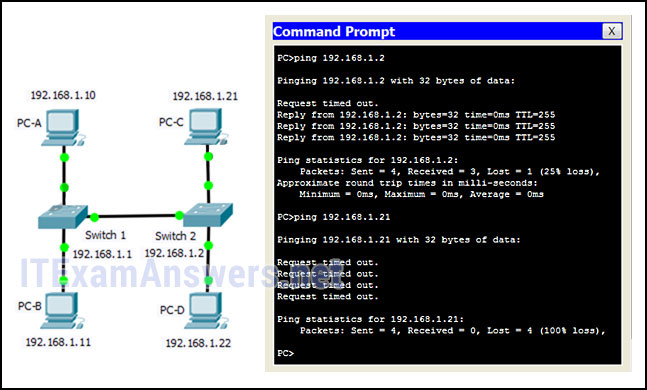 192.168.1.10
192.168.1.21
PC-A
PC-C
Switch 1
Switch 2
192.168.1.1
192.168.1.2
ITExamAnswers.net
PC-B
PC-D
192.168.1.11
192.168.1.22
Command Prompt
X
PC>ping 192.168.1.2
Pinging 192.168.1.2 with 32 bytes of data:
Request timed out.
Reply from 192.168.1.2: bytes=32 time=0ms TTL=255
Reply from 192.168.1.2: bytes=32 time=0ms TTL=255
Reply from 192.168.1.2: bytes=32 time=0ms TTL=255
Ping statistics for 192.168.1.2:
Packets: Sent = 4, Received = 3, Lost = 1 (25% loss),
Approximate round trip times in milli-seconds:
Minimum = 0ms, Maximum = 0ms, Average = 0ms
PC>ping 192.168.1.21
Pinging 192.168.1.21 with 32 bytes of data:
Request timed out.
Request timed out.
Request timed out.
Request timed out.
Ping statistics for 192.168.1.21:
Packets: Sent = 4, Received = 0, Lost = 4 (100% loss),
PC>